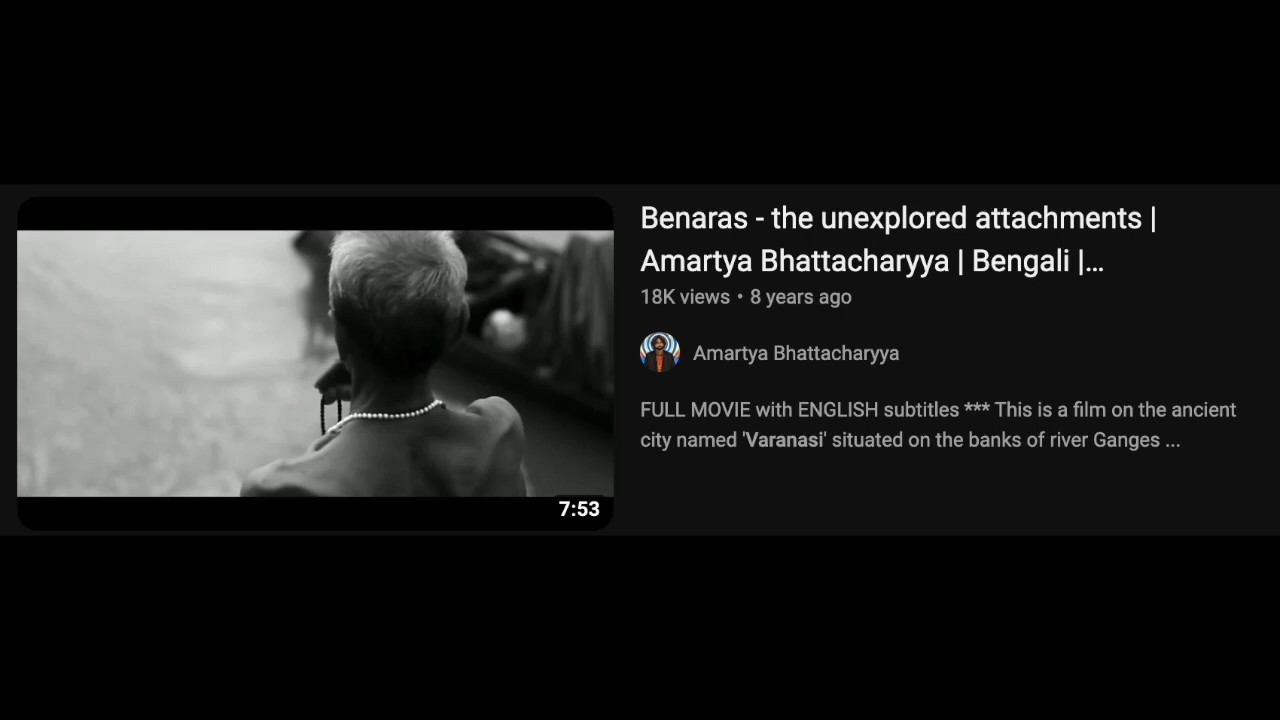 7:53
Benaras - the unexplored attachments |
Amartya Bhattacharyya | Bengali |...
18K views • 8 years ago
Amartya Bhattacharyya
FULL MOVIE with ENGLISH subtitles *** This is a film on the ancient
city named 'Varanasi' situated on the banks of river Ganges ...